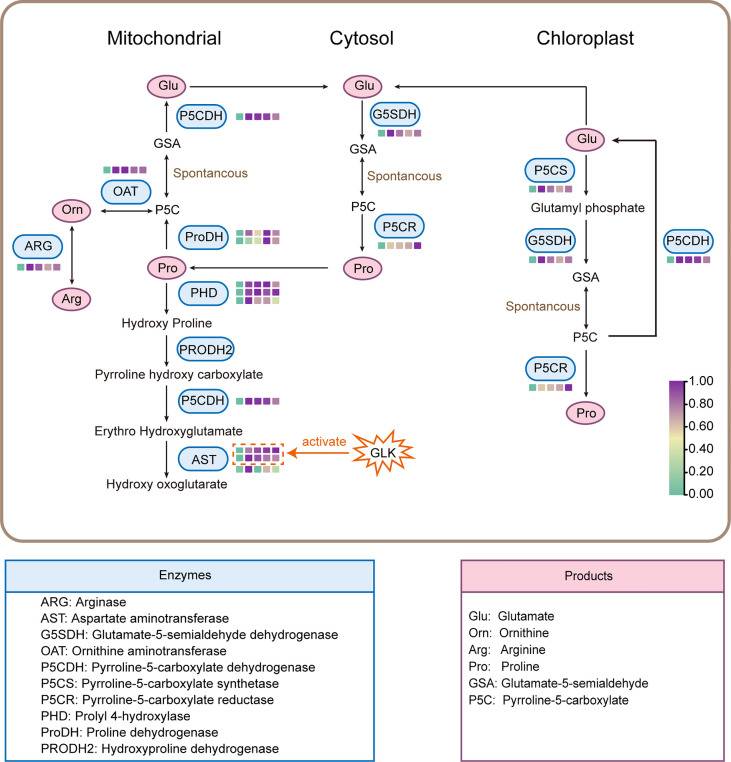 Mitochondrial Cytosol Chloroplast
Glu
P5CDH
GSA
Spontancous
OAT
P5C
Orn
ARG
Arg
ProDH
Pro
PHD
Hydroxy Proline
PRODH2
Pyrroline hydroxy carboxylate
P5CDH
Erythro Hydroxyglutamate
AST
activate
GLK
Hydroxy oxoglutarate
Glu
G5SDH
GSA
Spontancous
P5C
P5CR
Pro
Glu
P5CS
Glutamyl phosphate
G5SDH
P5CDH
GSA
Spontancous
P5C
P5CR
Pro
1.00
0.80
0.60
0.40
0.20
0.00
Enzymes
ARG: Arginase
AST: Aspartate aminotransferase
G5SDH: Glutamate-5-semialdehyde dehydrogenase
OAT: Ornithine aminotransferase
P5CDH: Pyrroline-5-carboxylate dehydrogenase
P5CS: Pyrroline-5-carboxylate synthetase
P5CR: Pyrroline-5-carboxylate reductase
PHD: Prolyl 4-hydroxylase
ProDH: Proline dehydrogenase
PRODH2: Hydroxyproline dehydrogenase
Products
Glu: Glutamate
Orn: Ornithine
Arg: Arginine
Pro: Proline
GSA: Glutamate-5-semialdehyde
P5C: Pyrroline-5-carboxylate